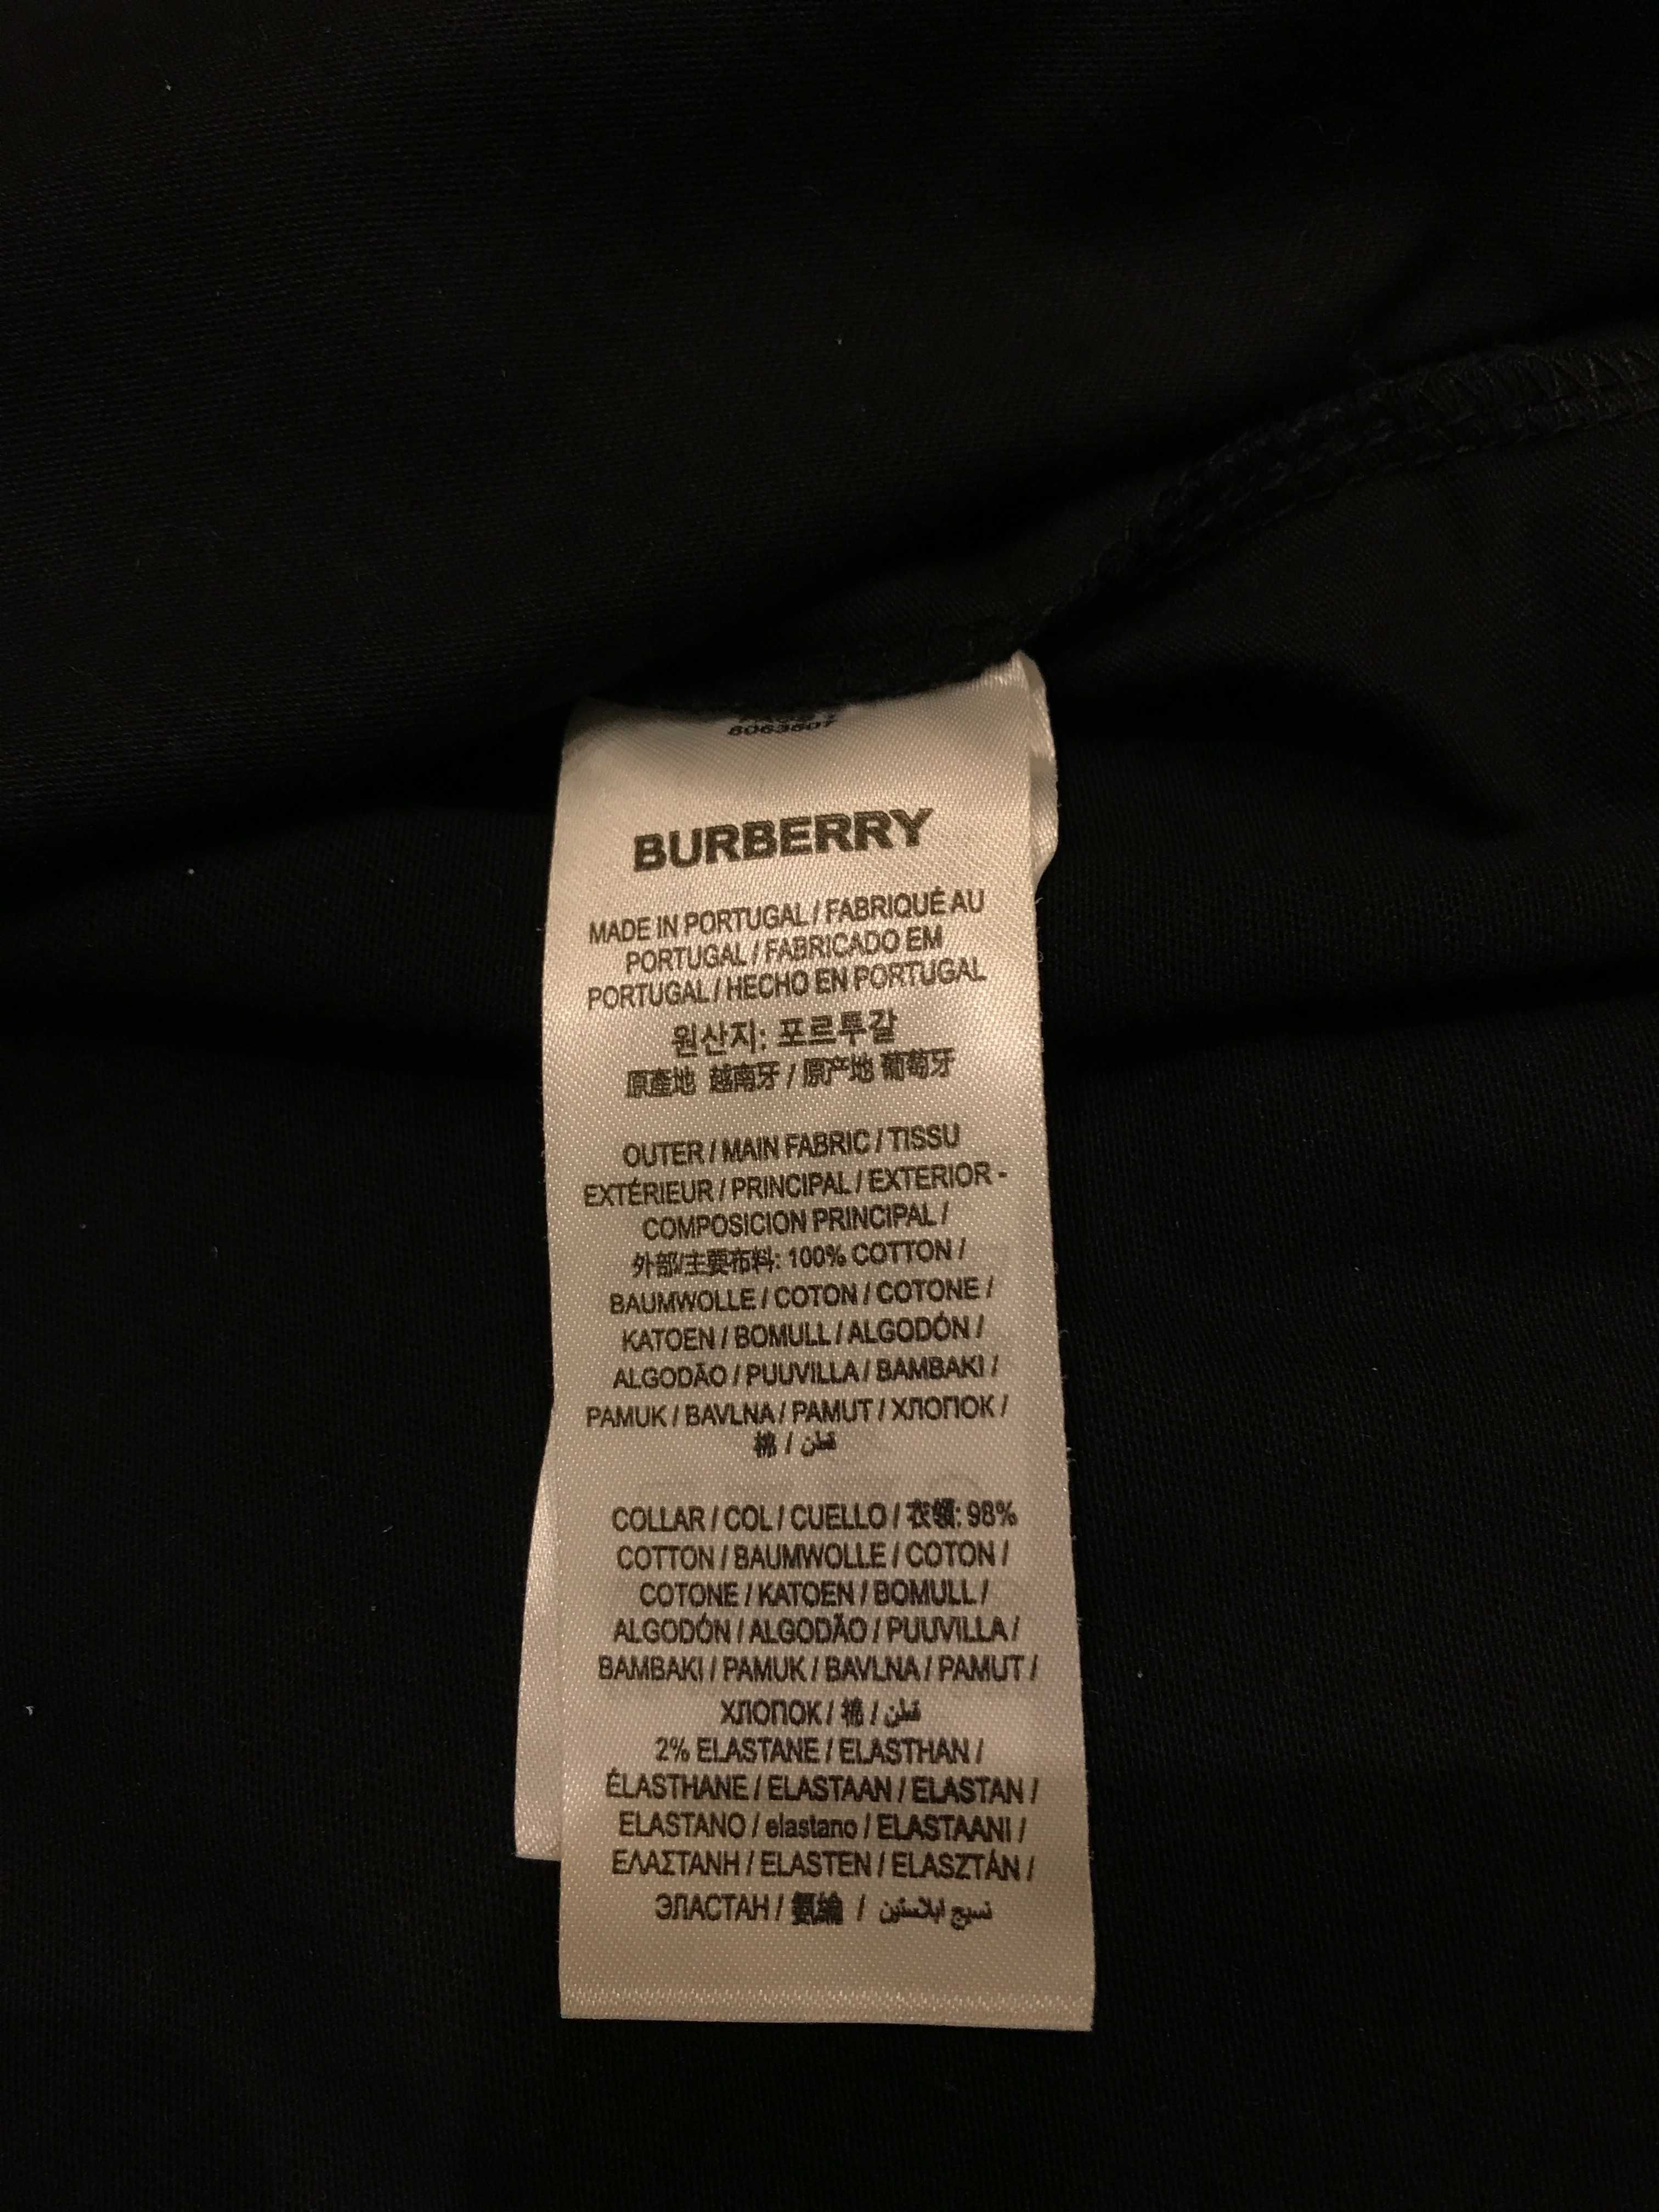 8063607
BURBERRY
MADE IN PORTUGAL / FABRIQUÉ AU
PORTUGAL / FABRICADO EM
PORTUGAL / HECHO EN PORTUGAL
원산지: 포르투갈
原產地 越南牙 / 原产地 葡萄牙
OUTER / MAIN FABRIC / TISSU
EXTÉRIEUR / PRINCIPAL / EXTERIOR -
COMPOSICION PRINCIPAL /
外部/主要布料: 100% COTTON /
BAUMWOLLE / COTON / COTONE /
KATOEN / BOMULL / ALGODÓN /
ALGODÃO / PUUVILLA / BAMBAKI /
PAMUK / BAVLNA / PAMUT / ХЛОПОК /
棉 / قطن
COLLAR / COL / CUELLO / 衣領: 98%
COTTON / BAUMWOLLE / COTON /
COTONE / KATOEN / BOMULL /
ALGODÓN / ALGODÃO / PUUVILLA /
BAMBAKI / PAMUK / BAVLNA / PAMUT /
ХЛОПОК / 棉 / قطن
2% ELASTANE / ELASTHAN /
ÉLASTHANE / ELASTAAN / ELASTAN /
ELASTANO / elastano / ELASTAANI /
ΕΛΑΣΤΑΝΗ / ELASTEN / ELASZTÁN /
ЭЛАСТАН / 氨綸 / نسيج ايلاستين